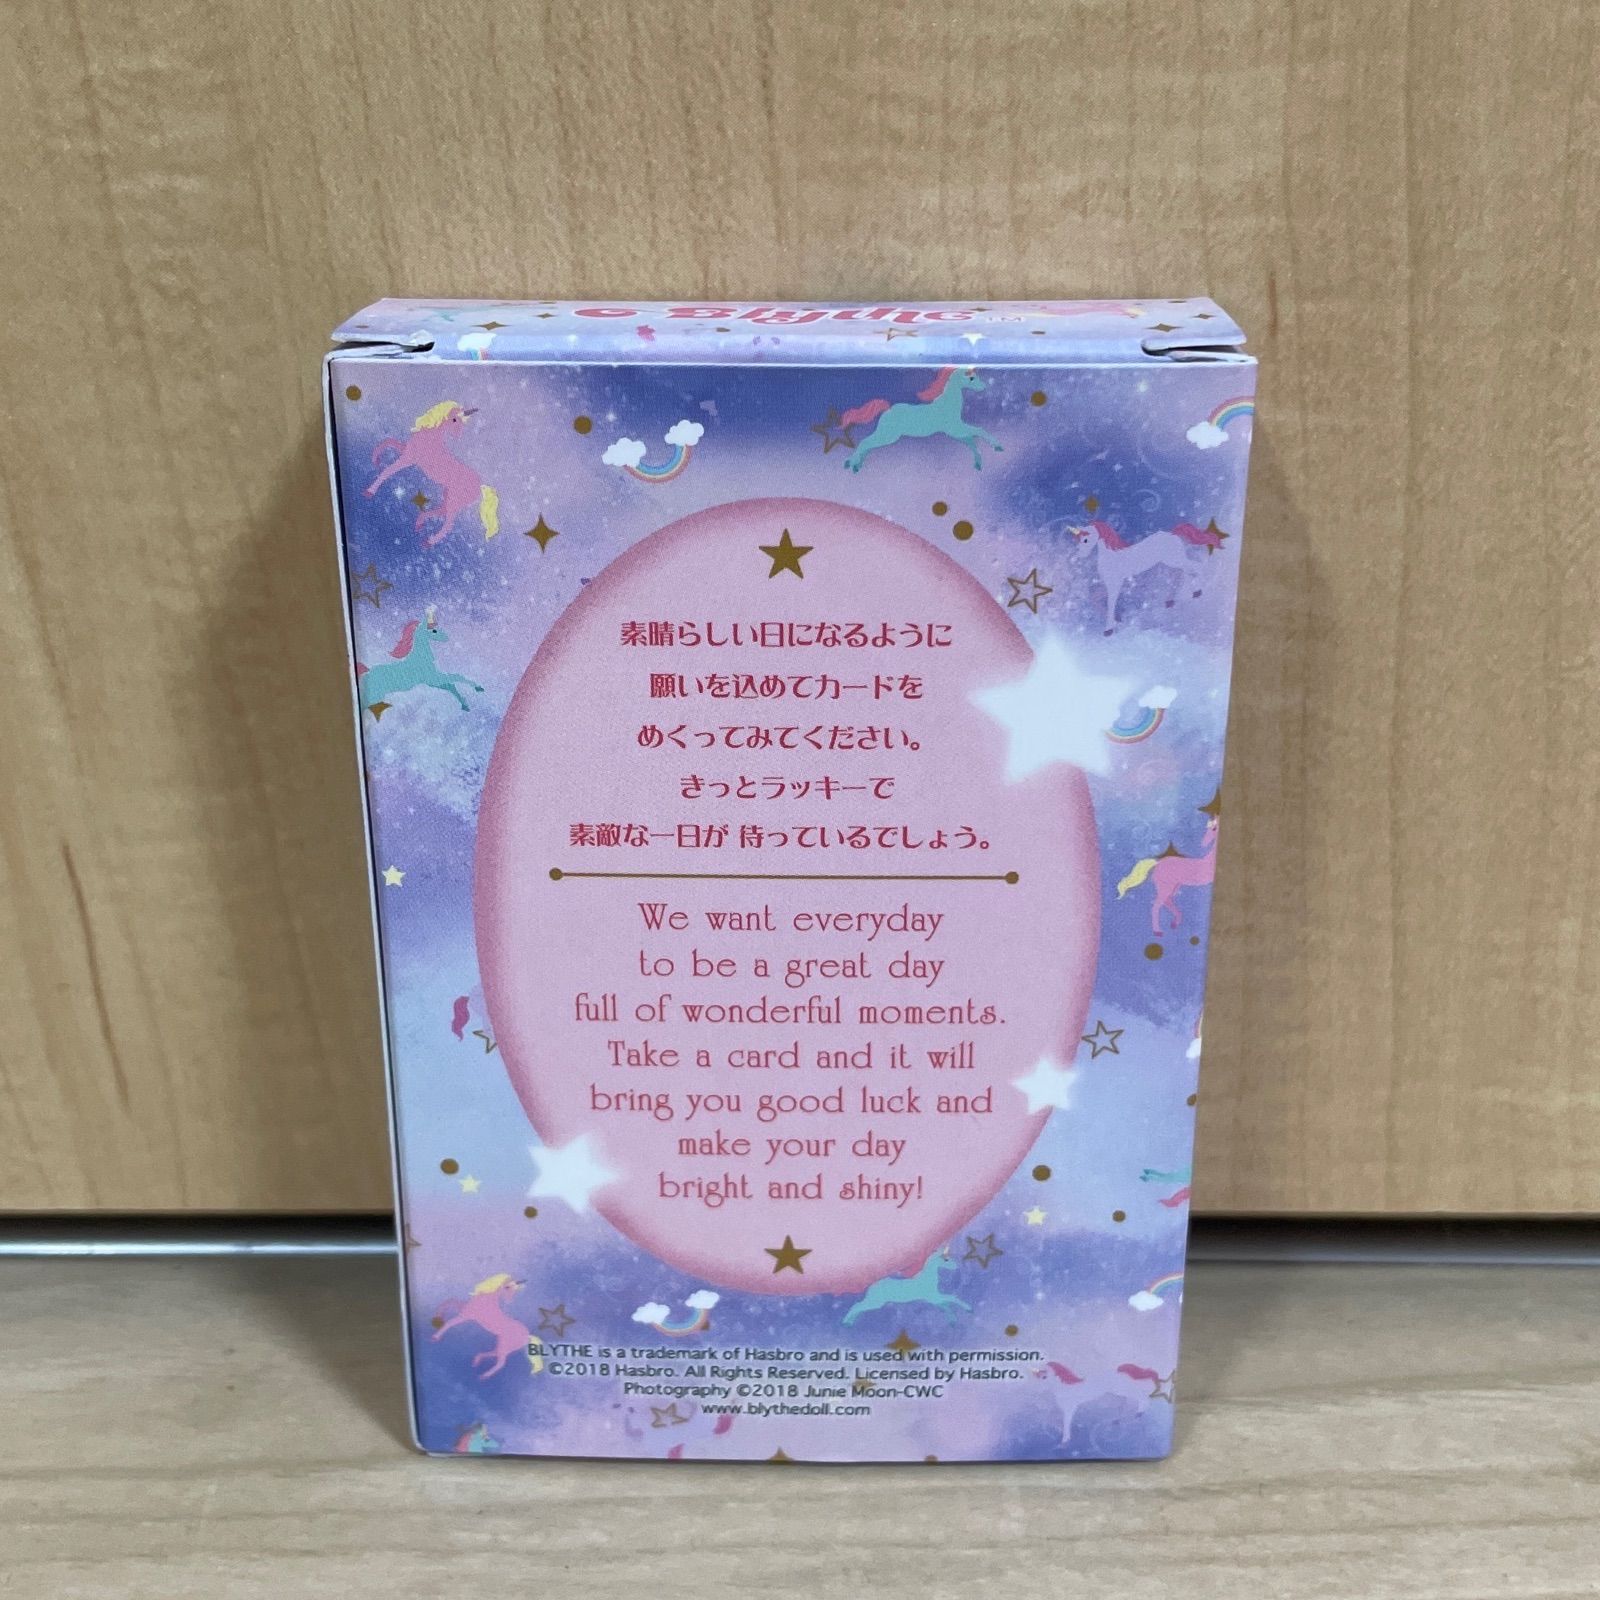 Blythe™
素晴らしい日になるように
願いを込めてカードを
めくってみてください。
きっとラッキーで
素敵な一日が 待っているでしょう。
We want everyday
to be a great day
full of wonderful moments.
Take a card and it will
bring you good luck and
make your day
bright and shiny!
BLYTHE is a trademark of Hasbro and is used with permission.
©2018 Hasbro. All Rights Reserved. Licensed by Hasbro.
Photography ©2018 Junie Moon-CWC
www.blythedoll.com